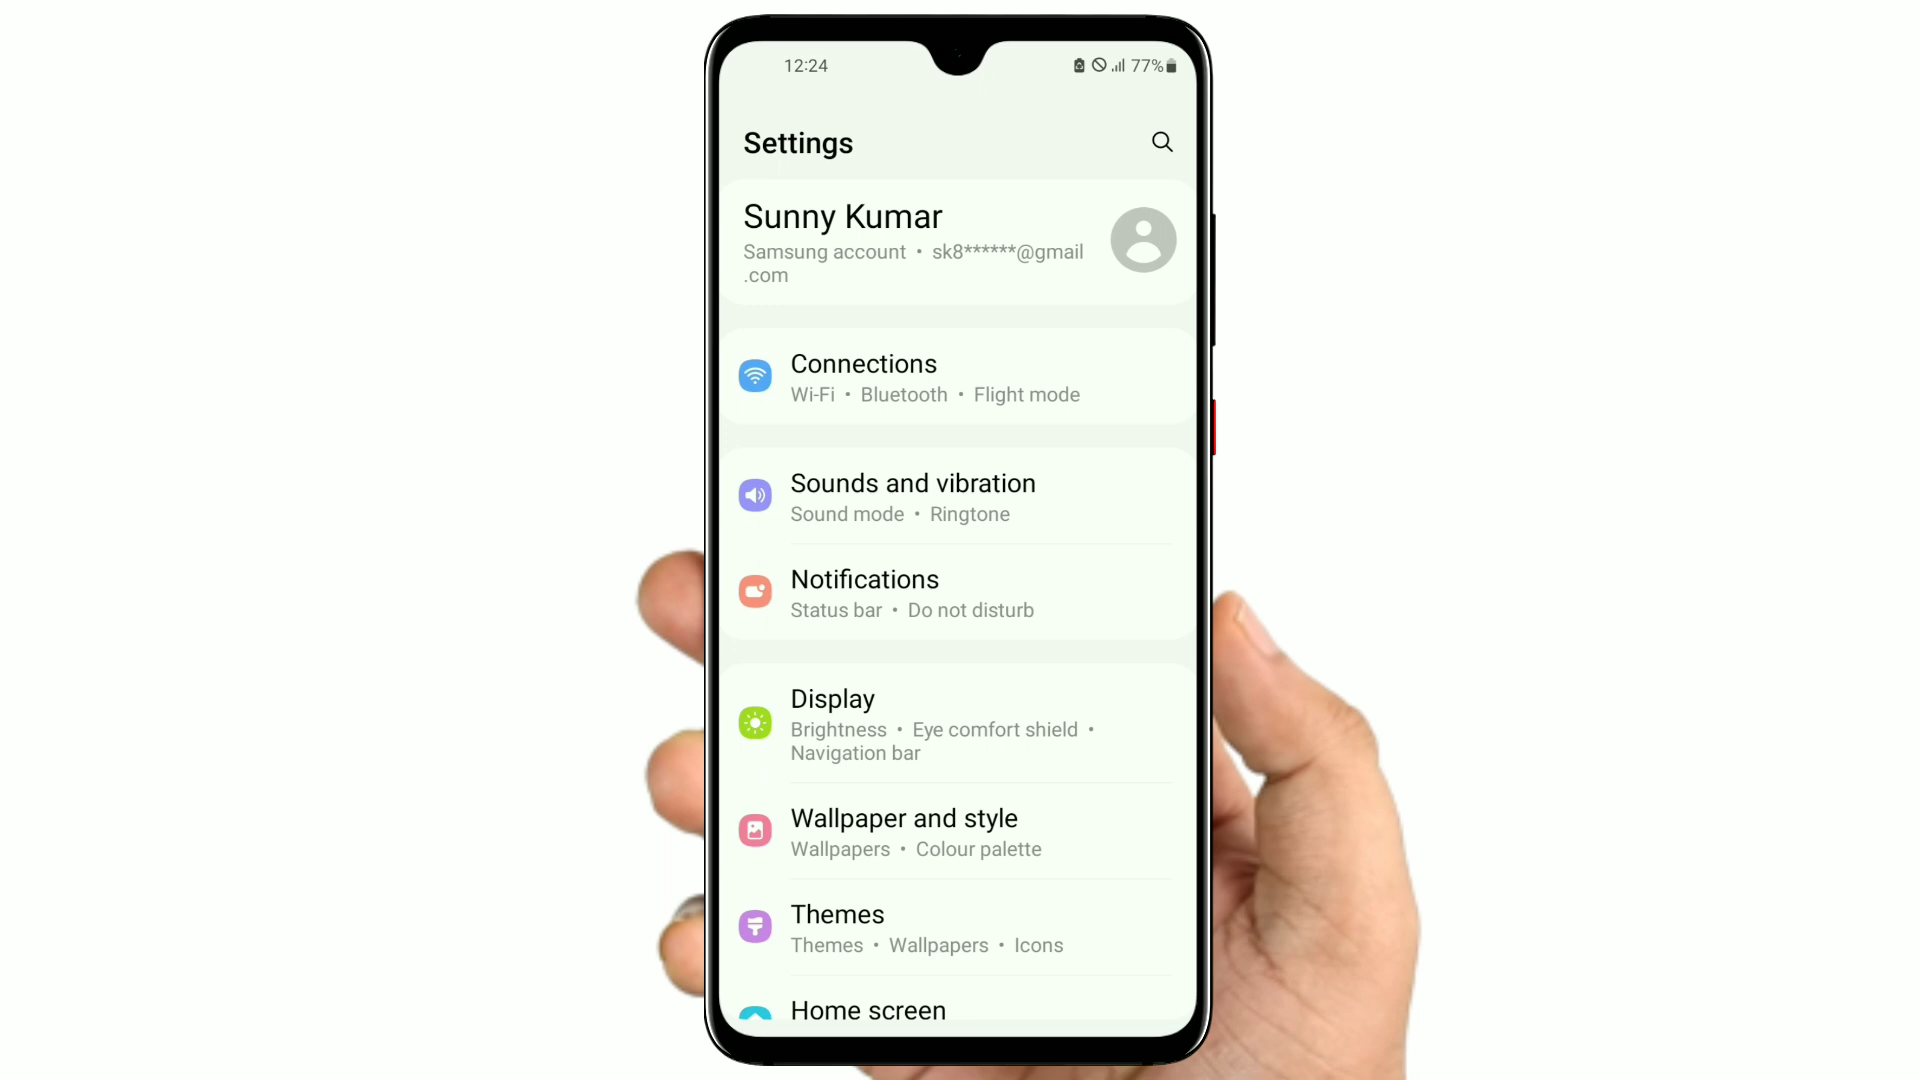 12:24
77%
Settings
Sunny Kumar
Samsung account • sk8******@gmail
.com
Connections
Wi-Fi • Bluetooth • Flight mode
Sounds and vibration
Sound mode • Ringtone
Notifications
Status bar • Do not disturb
Display
Brightness • Eye comfort shield •
Navigation bar
Wallpaper and style
Wallpapers • Colour palette
Themes
Themes • Wallpapers • Icons
Home screen